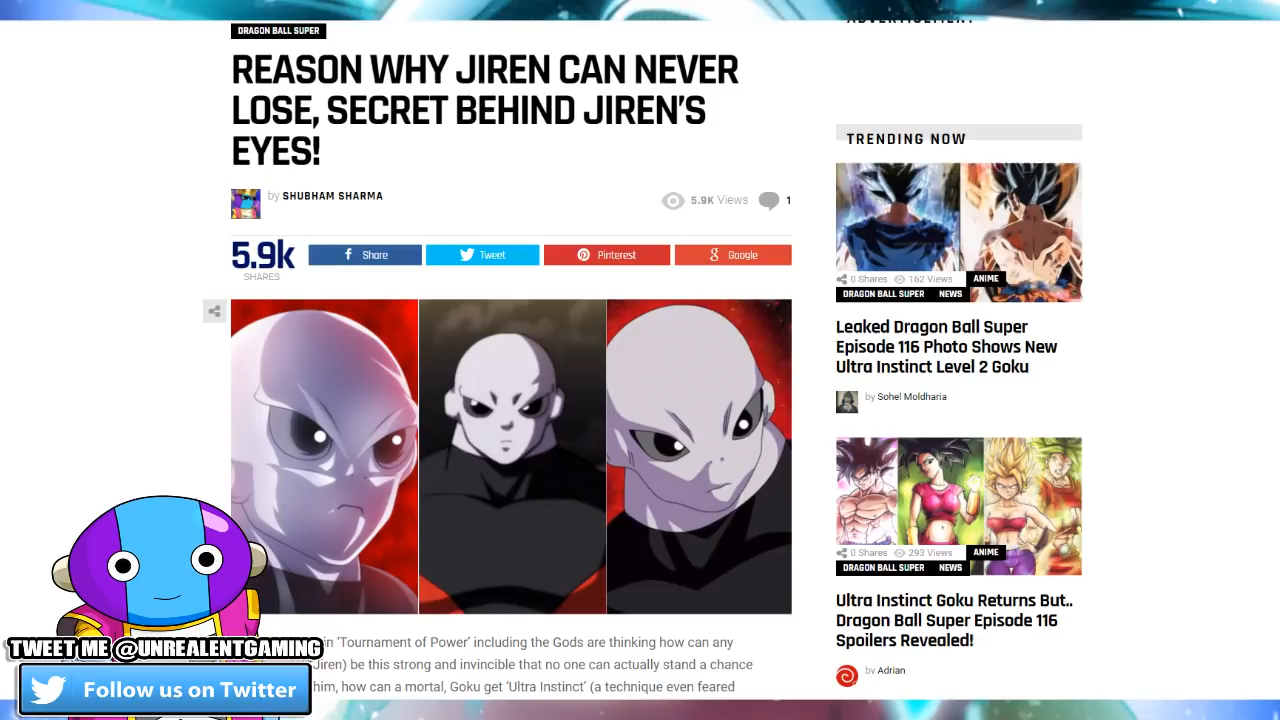 DRAGON BALL SUPER
REASON WHY JIREN CAN NEVER
LOSE, SECRET BEHIND JIREN'S
EYES!
by SHUBHAM SHARMA
5.9K Views
1
5.9k
SHARES
Share
Tweet
Pinterest
Google
in 'Tournament of Power' including the Gods are thinking how can any
Jiren) be this strong and invincible that no one can actually stand a chance
him, how can a mortal, Goku get 'Ultra Instinct' (a technique even feared
TWEET ME @UNREALENTGAMING
Follow us on Twitter
ADVERTISEMENT
TRENDING NOW
0 Shares 162 Views ANIME
DRAGON BALL SUPER NEWS
Leaked Dragon Ball Super
Episode 116 Photo Shows New
Ultra Instinct Level 2 Goku
by Sohel Moldharia
0 Shares 293 Views ANIME
DRAGON BALL SUPER NEWS
Ultra Instinct Goku Returns But..
Dragon Ball Super Episode 116
Spoilers Revealed!
by Adrian